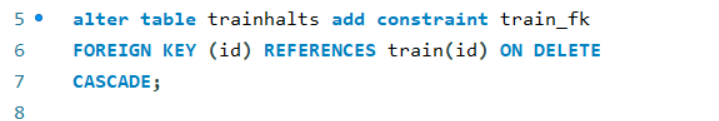 5 alter table trainhalts add constraint train_fk
6 FOREIGN KEY (id) REFERENCES train(id) ON DELETE
7 CASCADE;
8